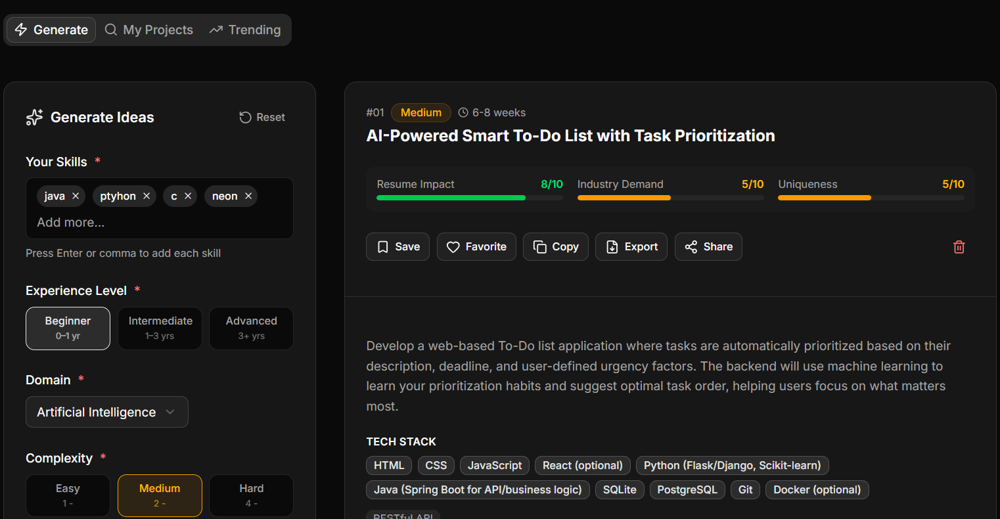 Generate My Projects Trending
Generate Ideas Reset
Your Skills *
java ptyhon c neon
Add more...
Press Enter or comma to add each skill
Experience Level *
Beginner Intermediate Advanced
0–1 yr 1–3 yrs 3+ yrs
Domain *
Artificial Intelligence
Complexity *
Easy Medium Hard
1 - 2 - 4 -
#01 Medium 6-8 weeks
AI-Powered Smart To-Do List with Task Prioritization
Resume Impact 8/10 Industry Demand 5/10 Uniqueness 5/10
Save Favorite Copy Export Share
Develop a web-based To-Do list application where tasks are automatically prioritized based on their
description, deadline, and user-defined urgency factors. The backend will use machine learning to
learn your prioritization habits and suggest optimal task order, helping users focus on what matters
most.
TECH STACK
HTML CSS JavaScript React (optional) Python (Flask/Django, Scikit-learn)
Java (Spring Boot for API/business logic) SQLite PostgreSQL Git Docker (optional)
RESTful API